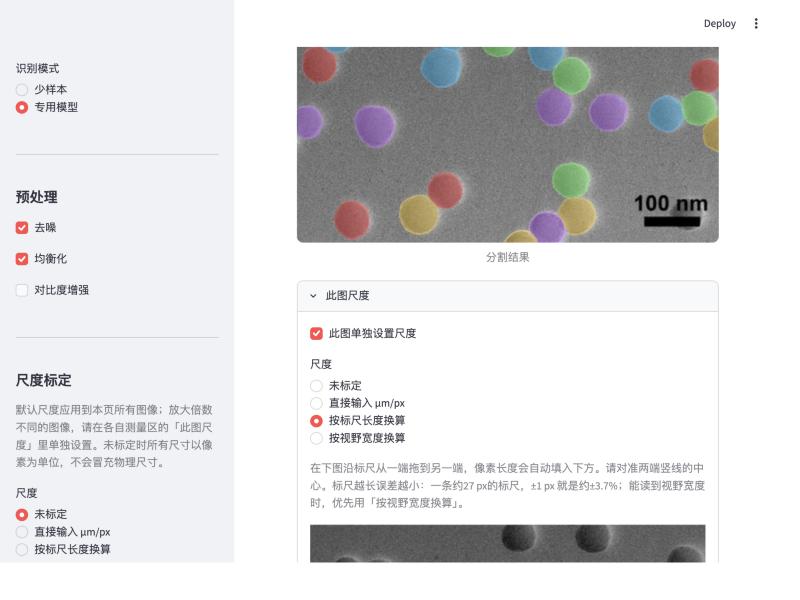 Deploy
识别模式
少样本
专用模型
预处理
去噪
均衡化
对比度增强
尺度标定
默认尺度应用到本页所有图像；放大倍数
不同的图像，请在各自测量区的「此图尺
度」里单独设置。未标定时所有尺寸以像
素为单位，不会冒充物理尺寸。
尺度
未标定
直接输入 μm/px
按标尺长度换算
100 nm
分割结果
此图尺度
此图单独设置尺度
尺度
未标定
直接输入 μm/px
按标尺长度换算
按视野宽度换算
在下图沿标尺从一端拖到另一端，像素长度会自动填入下方。请对准两端竖线的中
心。标尺越长误差越小：一条约27 px的标尺，±1 px 就是约±3.7%；能读到视野宽度
时，优先用「按视野宽度换算」。